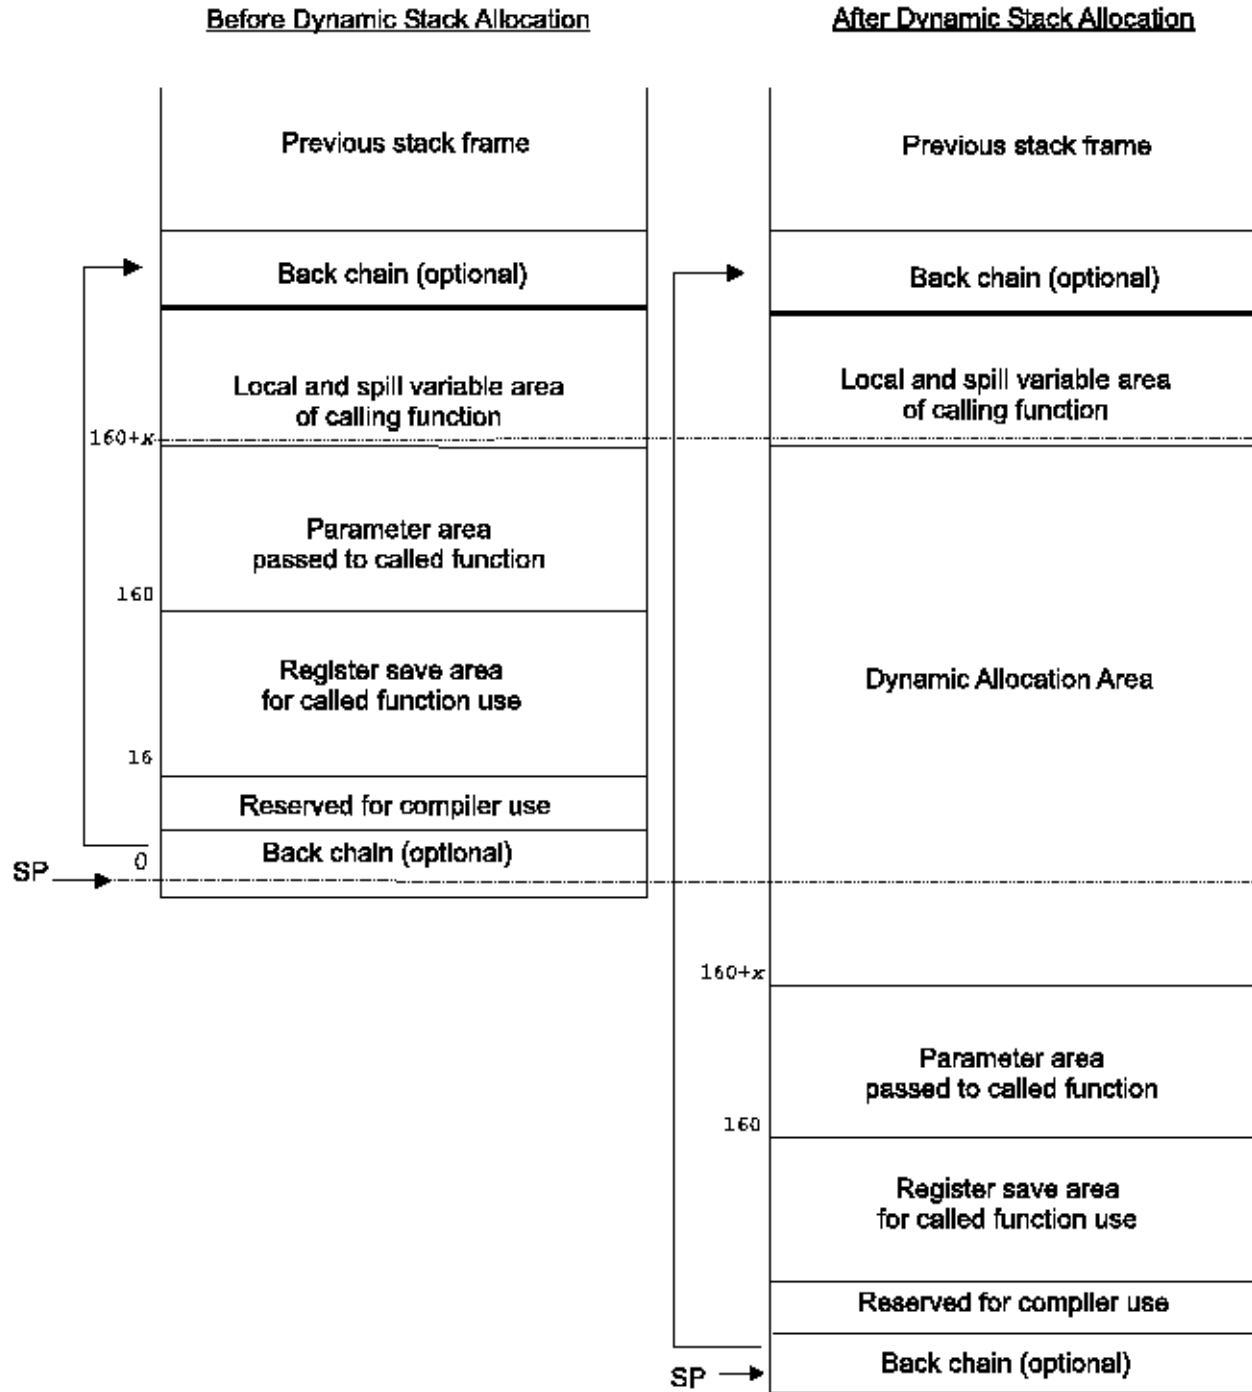 Before Dynamic Stack Allocation
Previous stack frame
Back chain (optional)
Local and spill variable area
of calling function
160+x
Parameter area
passed to called function
160
Register save area
for called function use
16
Reserved for compiler use
0
Back chain (optional)
SP
After Dynamic Stack Allocation
Previous stack frame
Back chain (optional)
Local and spill variable area
of calling function
Dynamic Allocation Area
160+x
Parameter area
passed to called function
160
Register save area
for called function use
Reserved for compiler use
Back chain (optional)
SP